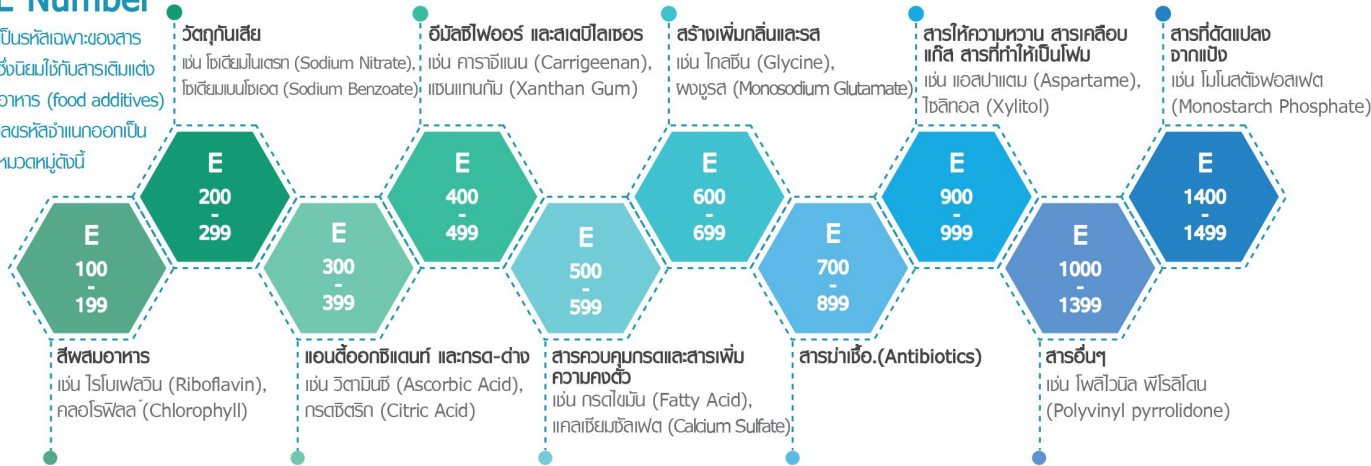 E Number
เป็นรหัสเฉพาะของสาร
ซึ่งนิยมใช้กับสารเติมแต่ง
อาหาร (food additives)
เลขรหัสจำแนกออกเป็น
หมวดหมู่ดังนี้
วัตถุกันเสีย
เช่น โซเดียมไนเตรท (Sodium Nitrate),
โซเดียมเบนโซเอต (Sodium Benzoate)
อีมัลซิไฟออร์ และสเตบิไลเซอร
เช่น คาราจีแนน (Carrigeenan),
แซนแทนกัม (Xanthan Gum)
สร้างเพิ่มกลิ่นและรส
เช่น ไกลซีน (Glycine),
ผงชูรส (Monosodium Glutamate)
สารให้ความหวาน สารเคลือบ
แก๊ส สารที่ทำให้เป็นโฟม
เช่น แอสปาแตม (Aspartame),
ไซลิทอล (Xylitol)
สารที่ดัดแปลง
จากแป้ง
เช่น โมโนสตัชฟอสเฟต
(Monostarch Phosphate)
E
200
-
299
E
400
-
499
E
600
-
699
E
900
-
999
E
1400
-
1499
E
100
-
199
E
300
-
399
E
500
-
599
E
700
-
899
E
1000
-
1399
สีผสมอาหาร
เช่น ไรโบเฟลวิน (Riboflavin),
คลอโรฟิลล์ (Chlorophyll)
แอนตี้ออกซิแดนท์ และกรด-ด่าง
เช่น วิตามินซี (Ascorbic Acid),
กรดซิตริก (Citric Acid)
สารควบคุมกรดและสารเพิ่ม
ความคงตัว
เช่น กรดไขมัน (Fatty Acid),
แคลเซียมซัลเฟต (Calcium Sulfate)
สารฆ่าเชื้อ.(Antibiotics)
สารอื่นๆ
เช่น โพลีไวนิล พีโรลิโดน
(Polyvinyl pyrrolidone)